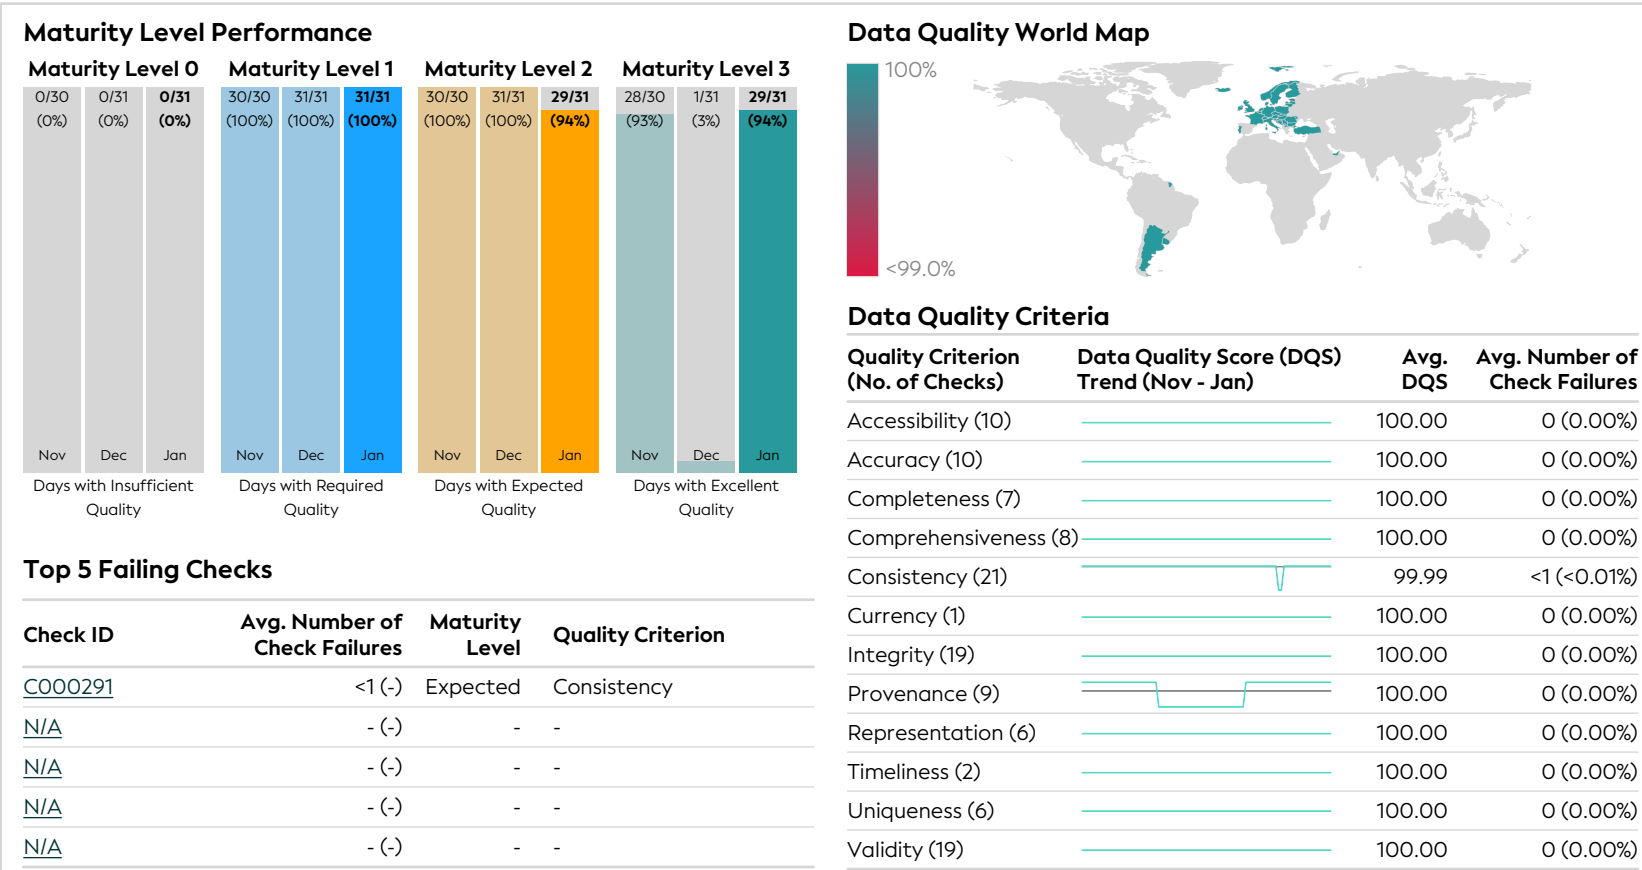 Maturity Level Performance
Maturity Level 0 Maturity Level 1 Maturity Level 2 Maturity Level 3
0/30 0/31 0/31 30/30 31/31 31/31 30/30 31/31 29/31 28/30 1/31 29/31
(0%) (0%) (0%) (100%) (100%) (100%) (100%) (100%) (94%) (93%) (3%) (94%)
Nov Dec Jan Nov Dec Jan Nov Dec Jan Nov Dec Jan
Days with Insufficient Quality
Days with Required Quality
Days with Expected Quality
Days with Excellent Quality
Top 5 Failing Checks
Check ID Avg. Number of Check Failures Maturity Level Quality Criterion
C000291 <1 (-) Expected Consistency
N/A - (-) - -
N/A - (-) - -
N/A - (-) - -
N/A - (-) - -
Data Quality World Map
100%
<99.0%
Data Quality Criteria
Quality Criterion Data Quality Score (DQS) Avg. Avg. Number of
(No. of Checks) Trend (Nov - Jan) DQS Check Failures
Accessibility (10) 100.00 0 (0.00%)
Accuracy (10) 100.00 0 (0.00%)
Completeness (7) 100.00 0 (0.00%)
Comprehensiveness (8) 100.00 0 (0.00%)
Consistency (21) 99.99 <1 (<0.01%)
Currency (1) 100.00 0 (0.00%)
Integrity (19) 100.00 0 (0.00%)
Provenance (9) 100.00 0 (0.00%)
Representation (6) 100.00 0 (0.00%)
Timeliness (2) 100.00 0 (0.00%)
Uniqueness (6) 100.00 0 (0.00%)
Validity (19) 100.00 0 (0.00%)